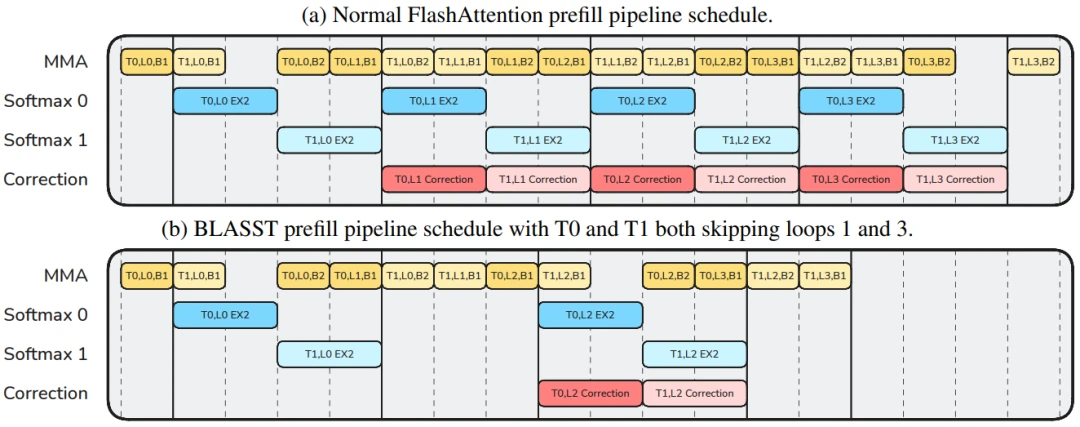 (a) Normal FlashAttention prefill pipeline schedule.
MMA T0,L0,B1 T1,L0,B1 T0,L0,B2 T0,L1,B1 T1,L0,B2 T1,L1,B1 T0,L1,B2 T0,L2,B1 T1,L1,B2 T1,L2,B1 T0,L2,B2 T0,L3,B1 T1,L2,B2 T1,L3,B1 T0,L3,B2 T1,L3,B2
Softmax 0 T0,L0 EX2 T0,L1 EX2 T0,L2 EX2 T0,L3 EX2
Softmax 1 T1,L0 EX2 T1,L1 EX2 T1,L2 EX2 T1,L3 EX2
Correction T0,L1 Correction T1,L1 Correction T0,L2 Correction T1,L2 Correction T0,L3 Correction T1,L3 Correction
(b) BLASST prefill pipeline schedule with T0 and T1 both skipping loops 1 and 3.
MMA T0,L0,B1 T1,L0,B1 T0,L0,B2 T0,L1,B1 T1,L0,B2 T1,L1,B1 T0,L2,B1 T1,L2,B1 T0,L2,B2 T0,L3,B1 T1,L2,B2 T1,L3,B1
Softmax 0 T0,L0 EX2 T0,L2 EX2
Softmax 1 T1,L0 EX2 T1,L2 EX2
Correction T0,L2 Correction T1,L2 Correction